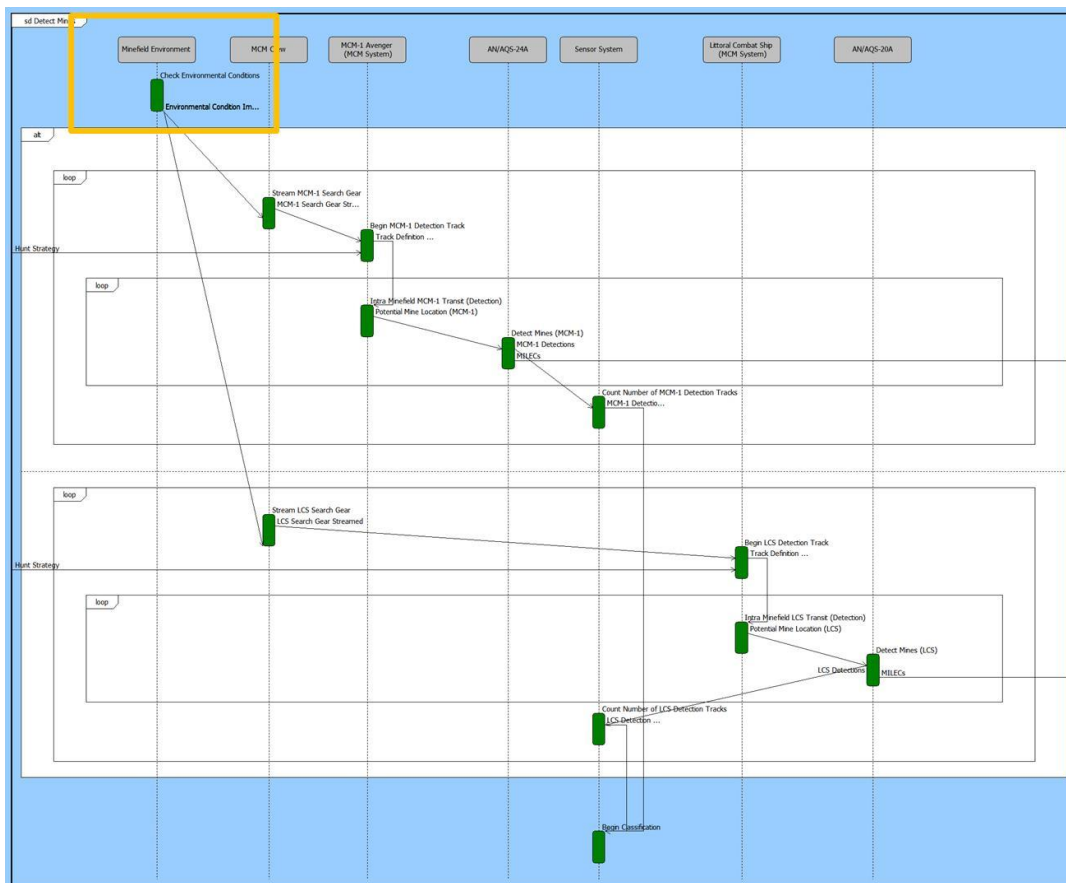 sd Detect Mines
Minefield Environment
MCM Crew
MCM-1 Avenger
(MCM System)
AN/AQS-24A
Sensor System
Littoral Combat Ship
(MCM System)
AN/AQS-20A
Check Environmental Conditions
Environmental Condition Im...
alt
loop
Stream MCM-1 Search Gear
MCM-1 Search Gear Str...
Begin MCM-1 Detection Track
Track Definition ...
Hunt Strategy
loop
Intra Minefield MCM-1 Transit (Detection)
Potential Mine Location (MCM-1)
Detect Mines (MCM-1)
MCM-1 Detections
MILECs
Count Number of MCM-1 Detection Tracks
MCM-1 Detectio...
loop
Stream LCS Search Gear
LCS Search Gear Streamed
Begin LCS Detection Track
Track Definition ...
Hunt Strategy
loop
Intra Minefield LCS Transit (Detection)
Potential Mine Location (LCS)
Detect Mines (LCS)
LCS Detections
MILECs
Count Number of LCS Detection Tracks
LCS Detection ...
Begin Classification